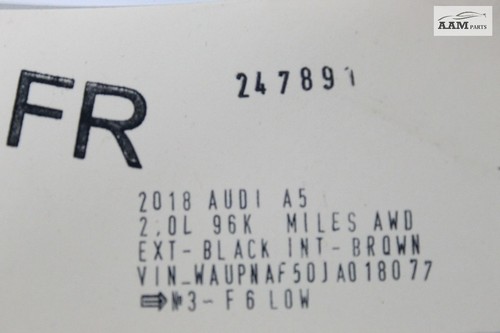 AAM PARTS
FR
247891
2018 AUDI A5
2.0L 96K MILES AWD
EXT-BLACK INT-BROWN
VIN_WAUPNAF50JA018077
⇒№3-F6 LOW